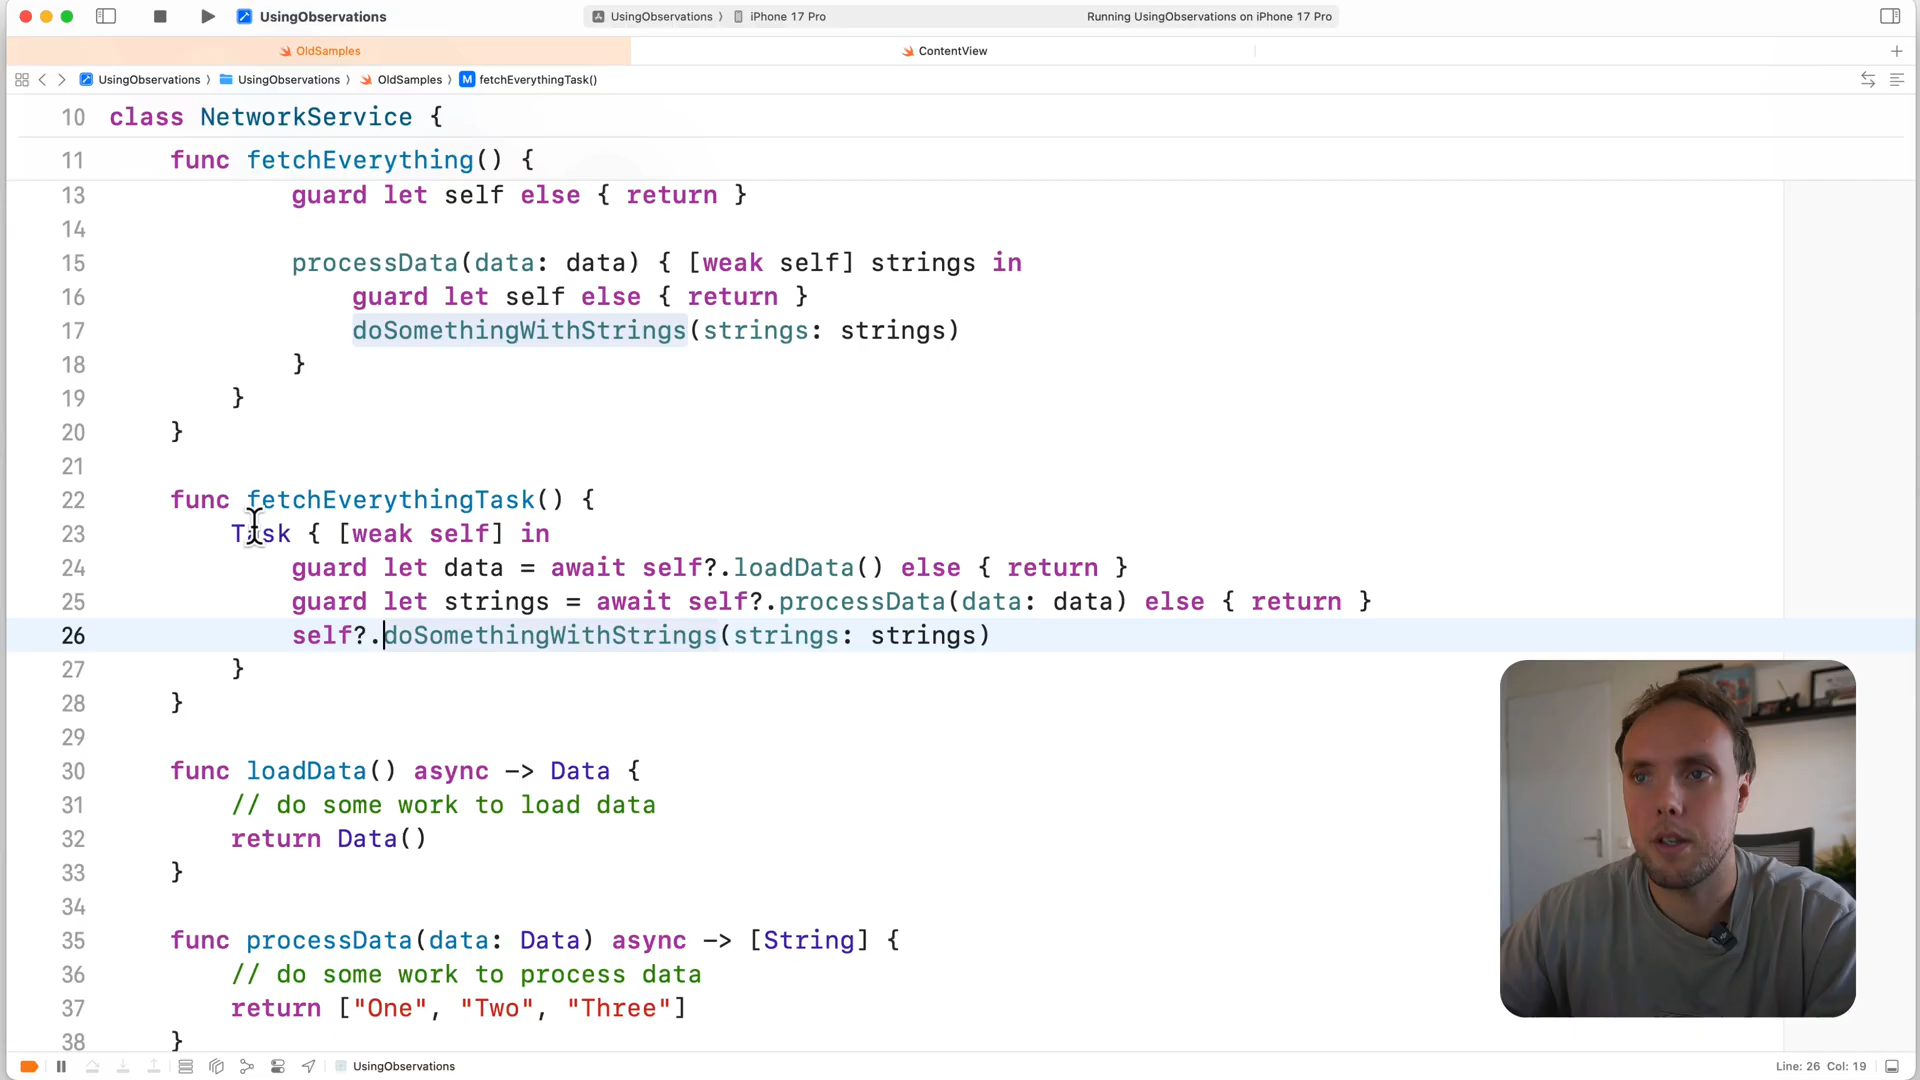 UsingObservations
UsingObservations 〉 iPhone 17 Pro
Running UsingObservations on iPhone 17 Pro
OldSamples
ContentView
UsingObservations 〉 UsingObservations 〉 OldSamples 〉 M fetchEverythingTask()
10 class NetworkService {
11 func fetchEverything() {
13 guard let self else { return }
14
15 processData(data: data) { [weak self] strings in
16 guard let self else { return }
17 doSomethingWithStrings(strings: strings)
18 }
19 }
20 }
21
22 func fetchEverythingTask() {
23 Task { [weak self] in
24 guard let data = await self?.loadData() else { return }
25 guard let strings = await self?.processData(data: data) else { return }
26 self?.doSomethingWithStrings(strings: strings)
27 }
28 }
29
30 func loadData() async -> Data {
31 // do some work to load data
32 return Data()
33 }
34
35 func processData(data: Data) async -> [String] {
36 // do some work to process data
37 return ["One", "Two", "Three"]
38 }
UsingObservations
Line: 26 Col: 19